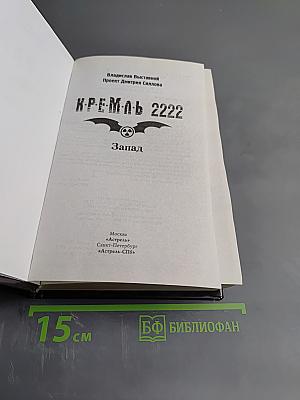 Владислав Выставной
Проект Дмитрия Силлова
КРЕМЛЬ 2222
Запад
Москва
«Астрель»
Санкт-Петербург
«Астрель-СПб»
15 см
БФ БИБЛИОФАН